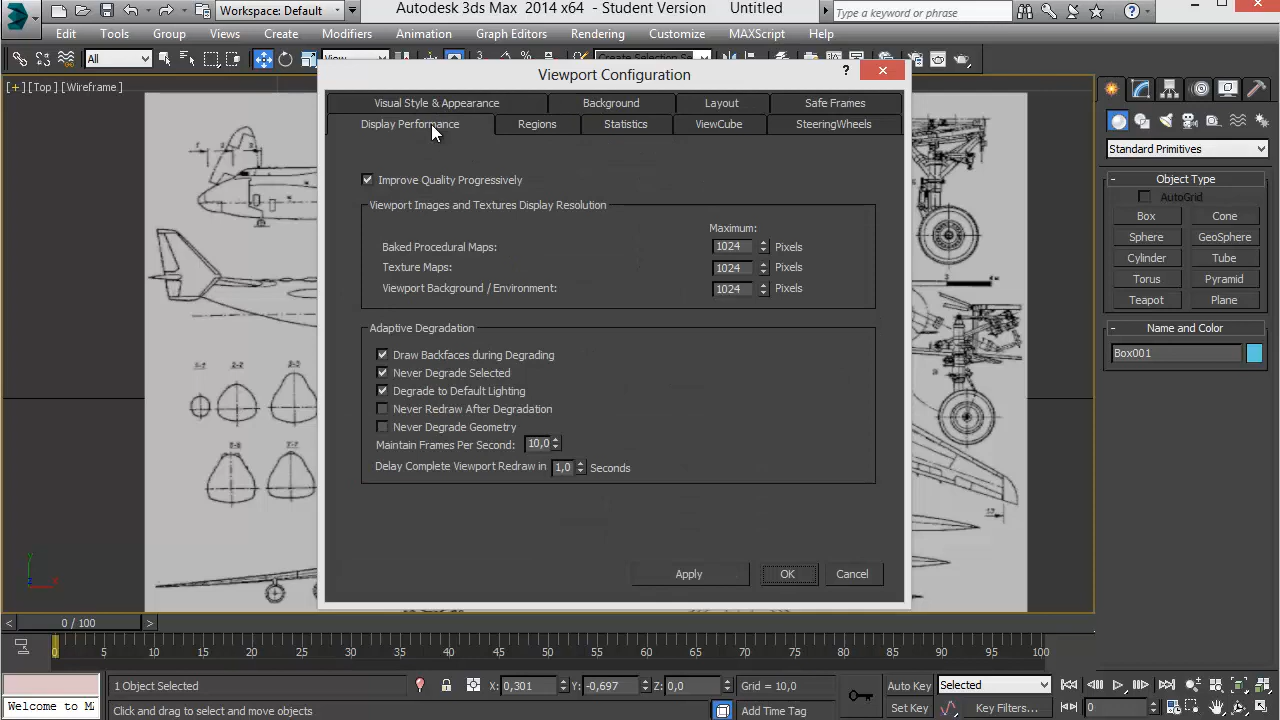 Workspace: Default
Autodesk 3ds Max 2014 x64 - Student Version Untitled
Type a keyword or phrase
Edit Tools Group Views Create Modifiers Animation Graph Editors Rendering Customize MAXScript Help
All
View
Create Selection Se
[+] [Top] [Wireframe]
Viewport Configuration
?
Visual Style & Appearance Background Layout Safe Frames
Display Performance Regions Statistics ViewCube SteeringWheels
Improve Quality Progressively
Viewport Images and Textures Display Resolution
Maximum:
Baked Procedural Maps: 1024 Pixels
Texture Maps: 1024 Pixels
Viewport Background / Environment: 1024 Pixels
Adaptive Degradation
Draw Backfaces during Degrading
Never Degrade Selected
Degrade to Default Lighting
Never Redraw After Degradation
Never Degrade Geometry
Maintain Frames Per Second: 10,0
Delay Complete Viewport Redraw in 1,0 Seconds
Apply OK Cancel
Standard Primitives
- Object Type
AutoGrid
Box Cone
Sphere GeoSphere
Cylinder Tube
Torus Pyramid
Teapot Plane
- Name and Color
Box001
y
z x
< 0 / 100 >
0 5 10 15 20 25 30 35 40 45 50 55 60 65 70 75 80 85 90 95 100
1 Object Selected X: 0,301 Y: -0,697 Z: 0,0 Grid = 10,0 Auto Key Selected
Welcome to MA Click and drag to select and move objects Add Time Tag Set Key Key Filters... 0